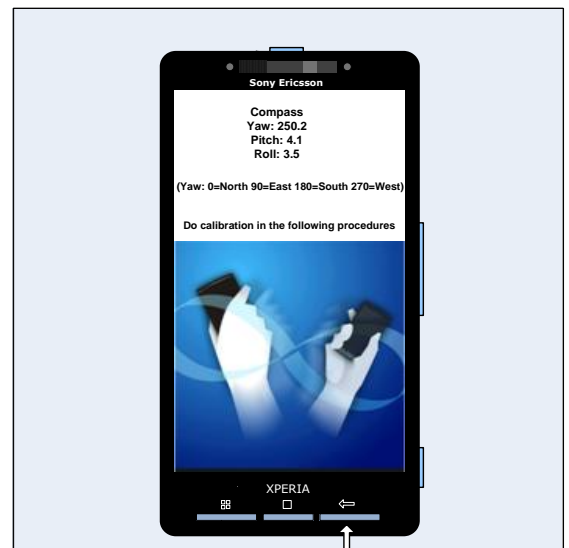 Sony Ericsson
Compass
Yaw: 250.2
Pitch: 4.1
Roll: 3.5
(Yaw: 0=North 90=East 180=South 270=West)
Do calibration in the following procedures
XPERIA